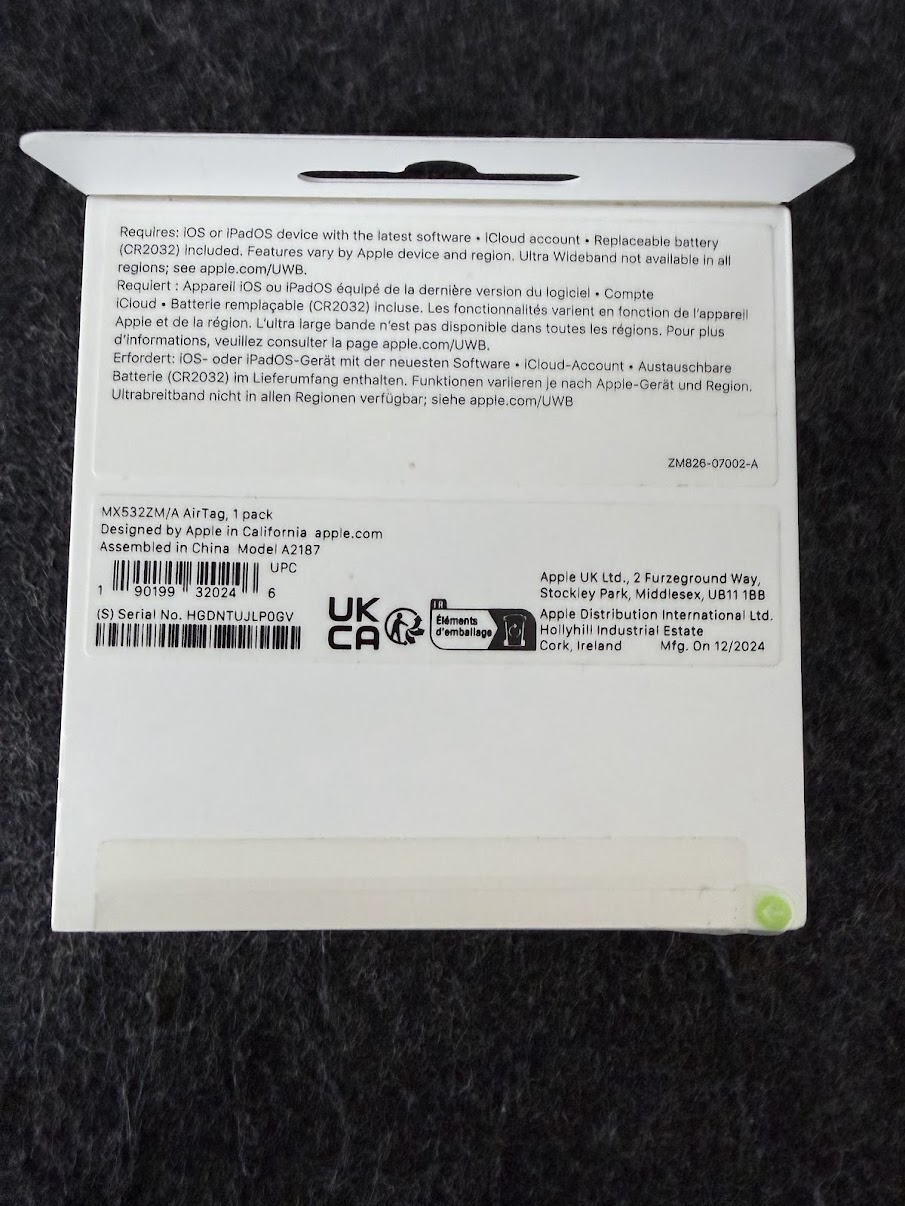 Requires: iOS or iPadOS device with the latest software • iCloud account • Replaceable battery
(CR2032) included. Features vary by Apple device and region. Ultra Wideband not available in all
regions; see apple.com/UWB.
Requiert : Appareil iOS ou iPadOS équipé de la dernière version du logiciel • Compte
iCloud • Batterie remplaçable (CR2032) incluse. Les fonctionnalités varient en fonction de l'appareil
Apple et de la région. L'ultra large bande n'est pas disponible dans toutes les régions. Pour plus
d'informations, veuillez consulter la page apple.com/UWB.
Erfordert: iOS- oder iPadOS-Gerät mit der neuesten Software • iCloud-Account • Austauschbare
Batterie (CR2032) im Lieferumfang enthalten. Funktionen variieren je nach Apple-Gerät und Region.
Ultrabreitband nicht in allen Regionen verfügbar; siehe apple.com/UWB
ZM826-07002-A
MX532ZM/A AirTag, 1 pack
Designed by Apple in California apple.com
Assembled in China Model A2187
UPC
1 90199 32024 6
(S) Serial No. HGDNTUJLP0GV
UK
CA
FR
Éléments
d'emballage
Apple UK Ltd., 2 Furzeground Way,
Stockley Park, Middlesex, UB11 1BB
Apple Distribution International Ltd.
Hollyhill Industrial Estate
Cork, Ireland Mfg. On 12/2024